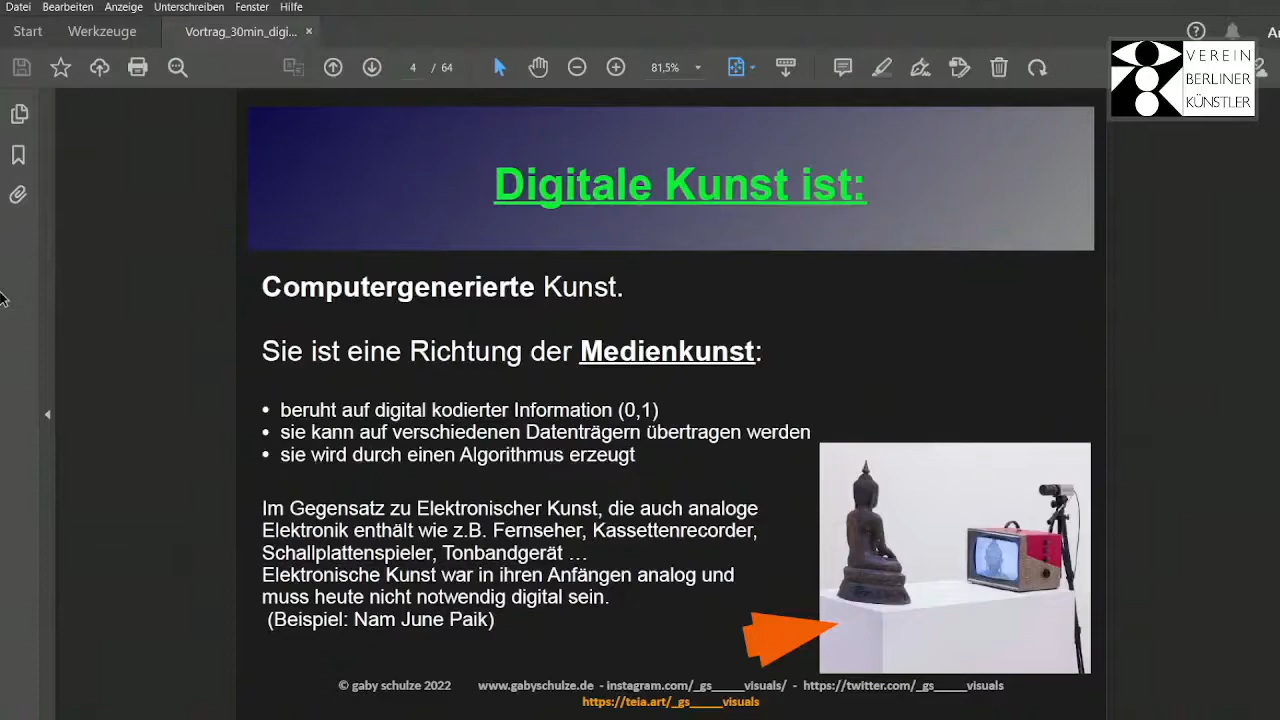 Datei Bearbeiten Anzeige Unterschreiben Fenster Hilfe
Start Werkzeuge Vortrag_30min_digi... ×
4 / 64 81,5%
VEREIN
BERLINER
KÜNSTLER
Digitale Kunst ist:
Computergenerierte Kunst.
Sie ist eine Richtung der Medienkunst:
• beruht auf digital kodierter Information (0,1)
• sie kann auf verschiedenen Datenträgern übertragen werden
• sie wird durch einen Algorithmus erzeugt
Im Gegensatz zu Elektronischer Kunst, die auch analoge
Elektronik enthält wie z.B. Fernseher, Kassettenrecorder,
Schallplattenspieler, Tonbandgerät …
Elektronische Kunst war in ihren Anfängen analog und
muss heute nicht notwendig digital sein.
(Beispiel: Nam June Paik)
© gaby schulze 2022 www.gabyschulze.de - instagram.com/_gs_____visuals/ - https://twitter.com/_gs_____visuals
https://teia.art/_gs_____visuals